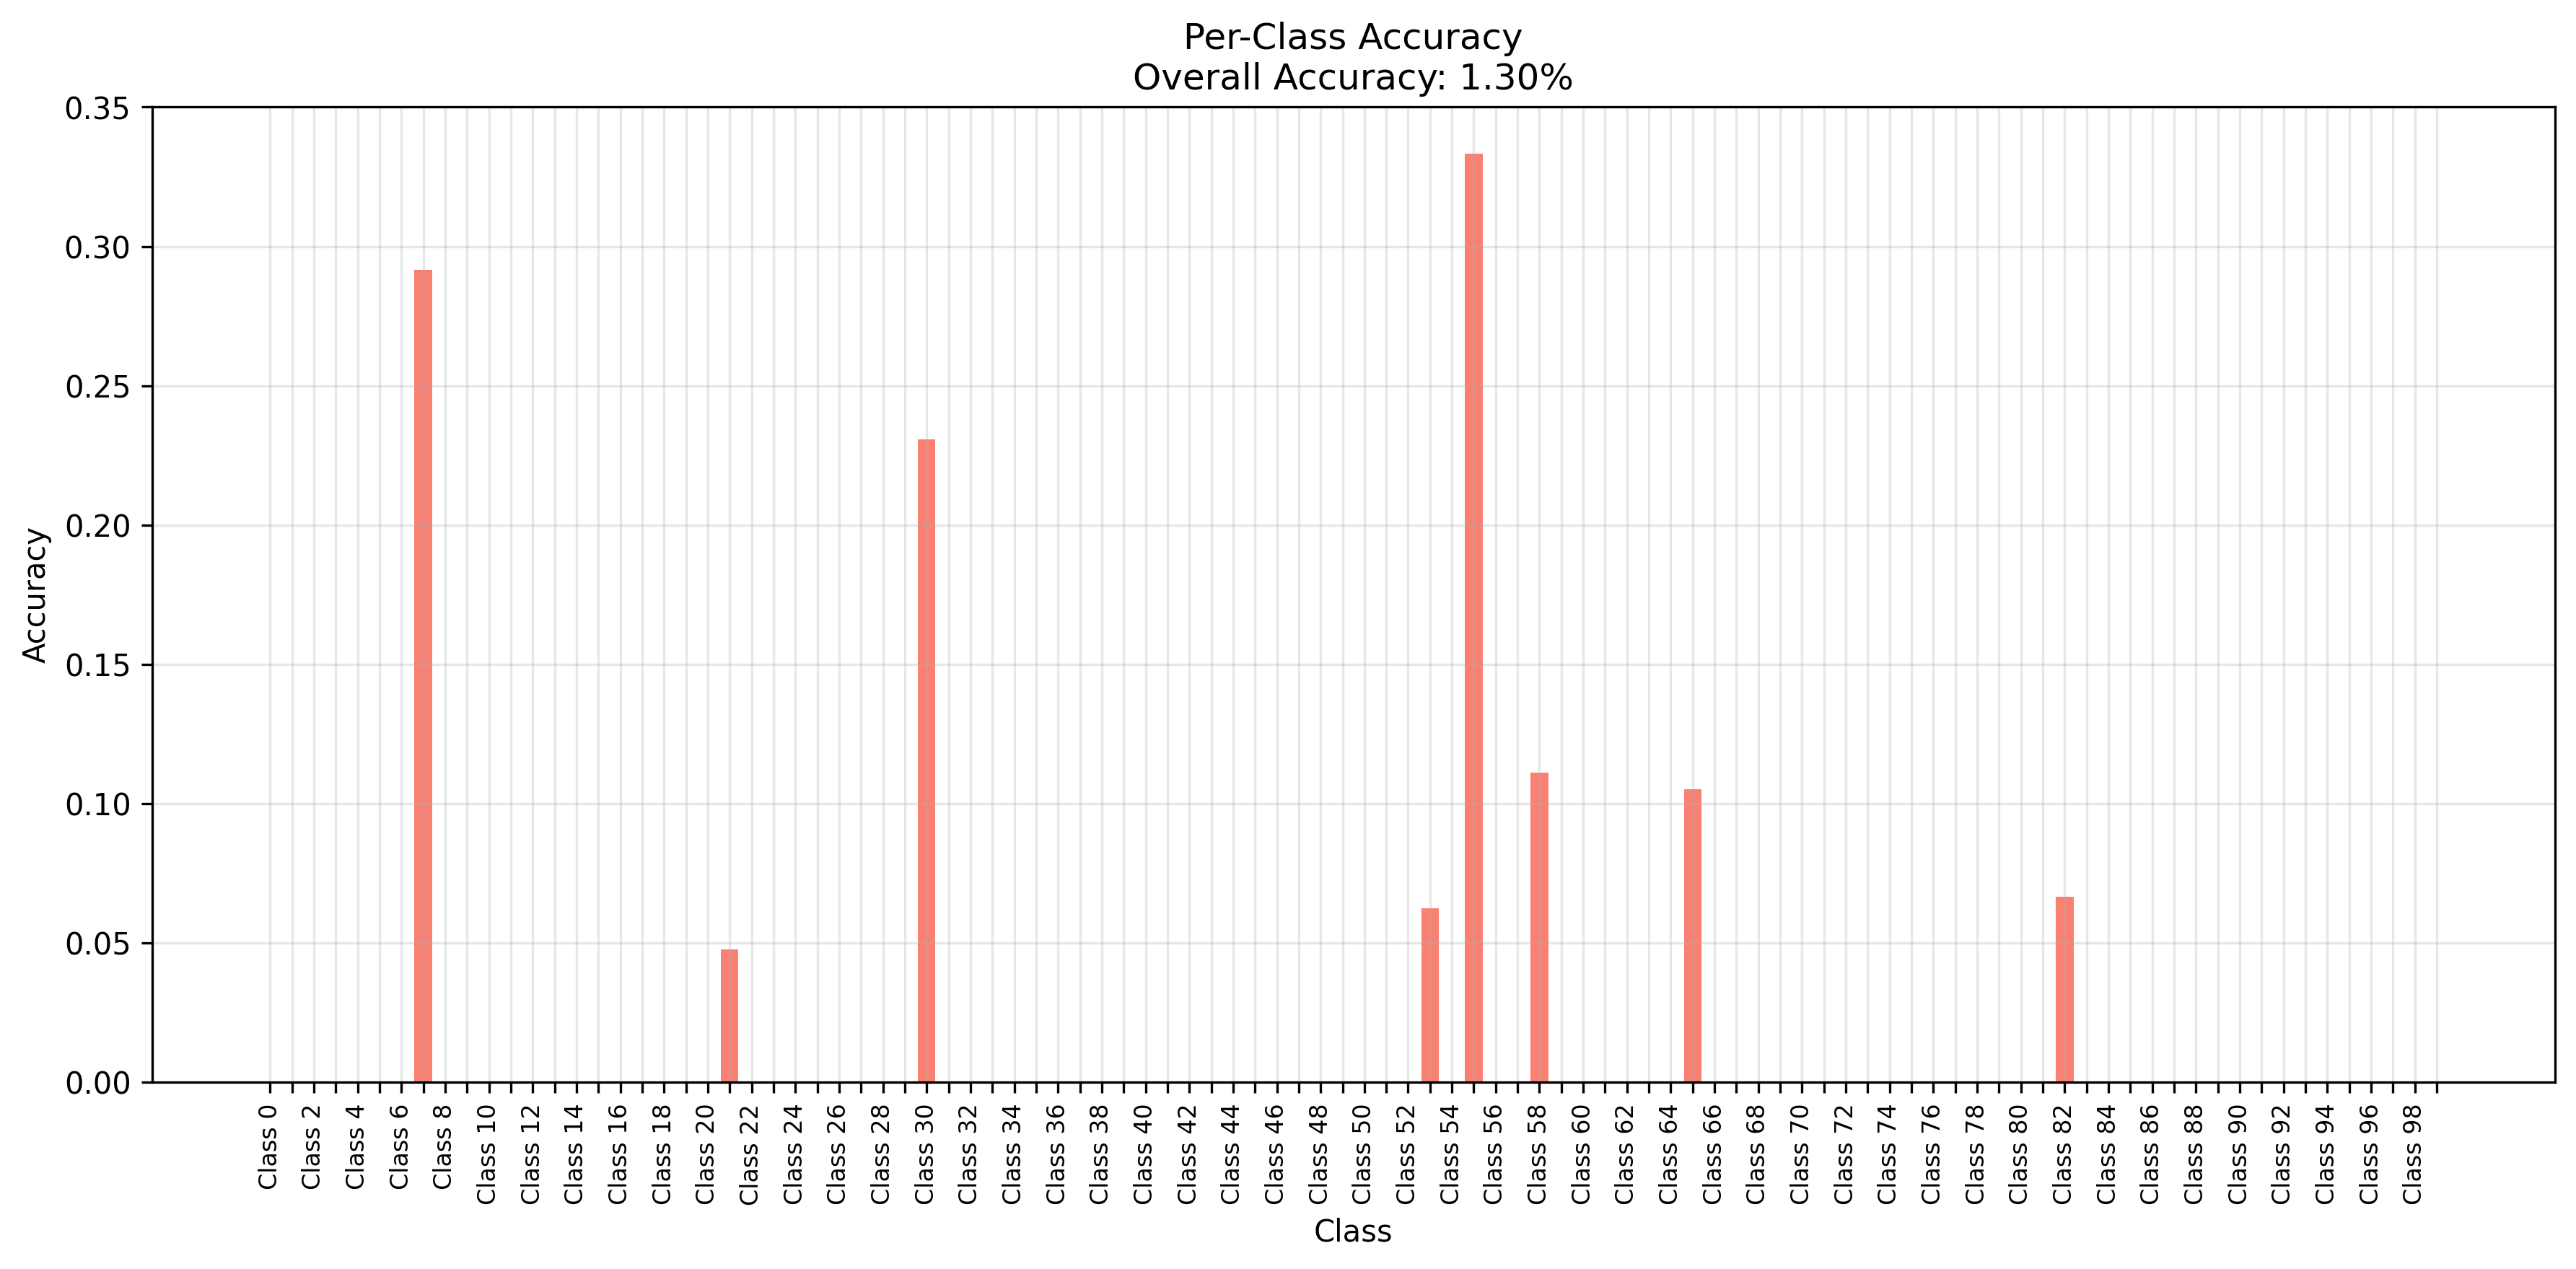 Per-Class Accuracy
Overall Accuracy: 1.30%
Accuracy
0.35
0.30
0.25
0.20
0.15
0.10
0.05
0.00
Class 0
Class 2
Class 4
Class 6
Class 8
Class 10
Class 12
Class 14
Class 16
Class 18
Class 20
Class 22
Class 24
Class 26
Class 28
Class 30
Class 32
Class 34
Class 36
Class 38
Class 40
Class 42
Class 44
Class 46
Class 48
Class 50
Class 52
Class 54
Class 56
Class 58
Class 60
Class 62
Class 64
Class 66
Class 68
Class 70
Class 72
Class 74
Class 76
Class 78
Class 80
Class 82
Class 84
Class 86
Class 88
Class 90
Class 92
Class 94
Class 96
Class 98
Class